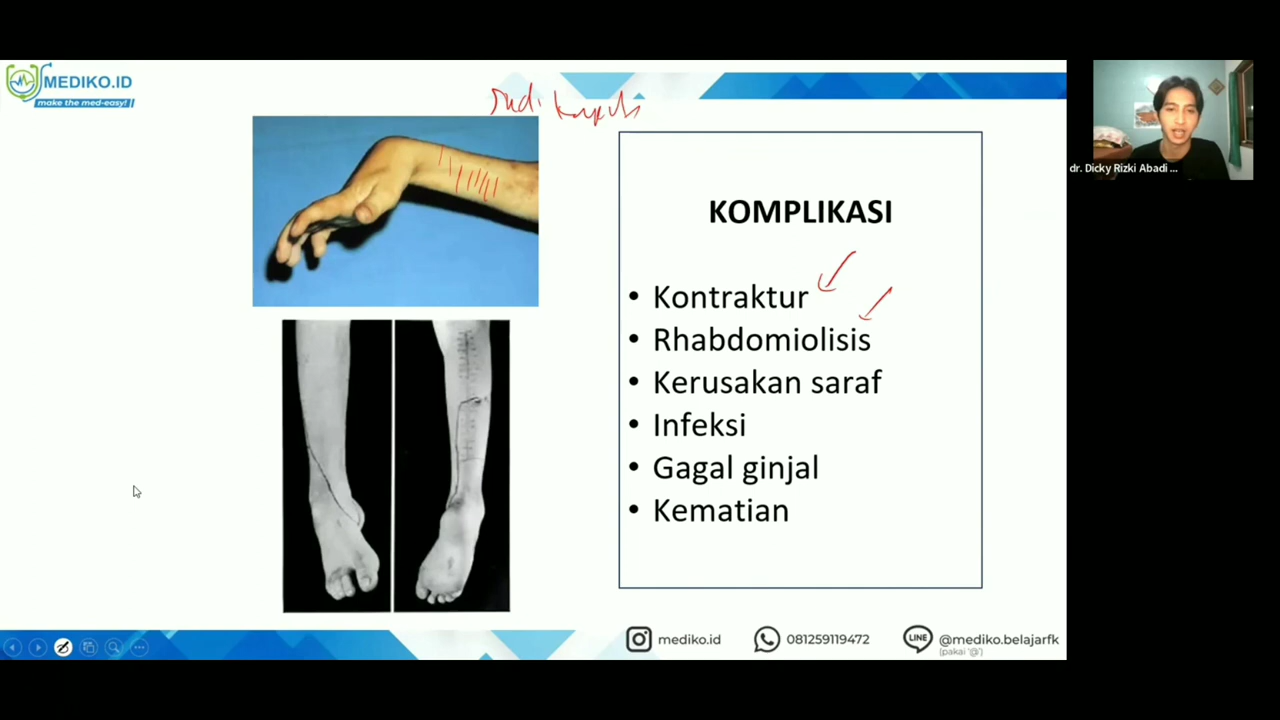 MEDIKO.ID
make the med-easy!
KOMPLIKASI
• Kontraktur
• Rhabdomiolisis
• Kerusakan saraf
• Infeksi
• Gagal ginjal
• Kematian
dr. Dicky Rizki Abadi ...
mediko.id
081259119472
LINE
@mediko.belajarfk
(pakai '@')